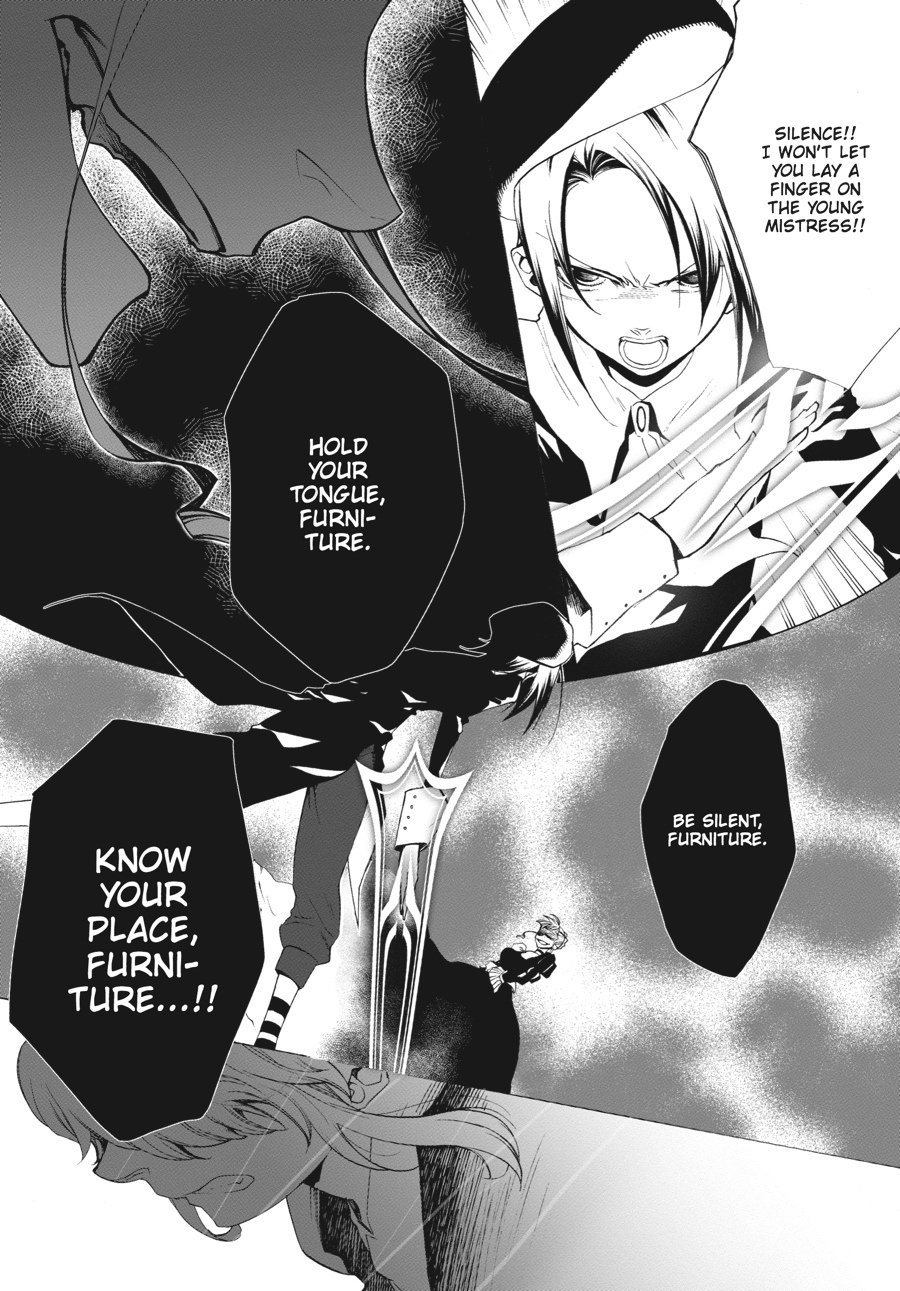 SILENCE!!
I WON'T LET
YOU LAY A
FINGER ON
THE YOUNG
MISTRESS!!
HOLD
YOUR
TONGUE,
FURNI-
TURE.
BE SILENT,
FURNITURE.
KNOW
YOUR
PLACE,
FURNI-
TURE...!!